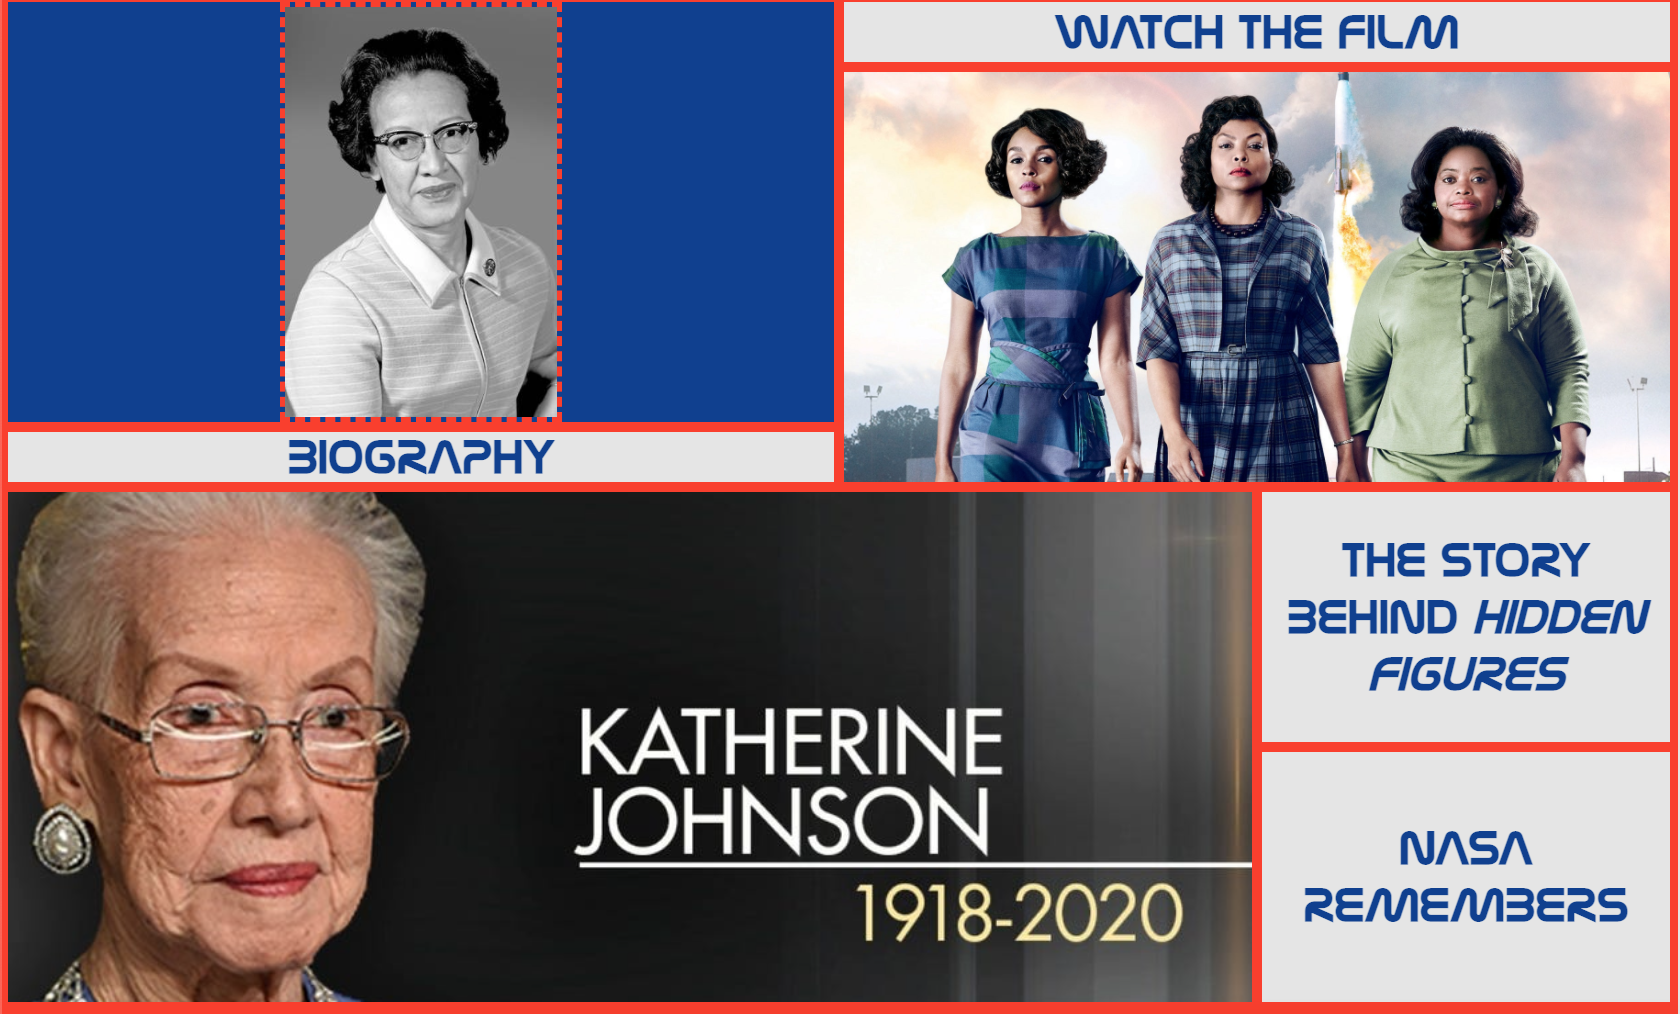 WATCH THE FILM
BIOGRAPHY
KATHERINE
JOHNSON
1918-2020
THE STORY
BEHIND HIDDEN
FIGURES
NASA
REMEMBERS